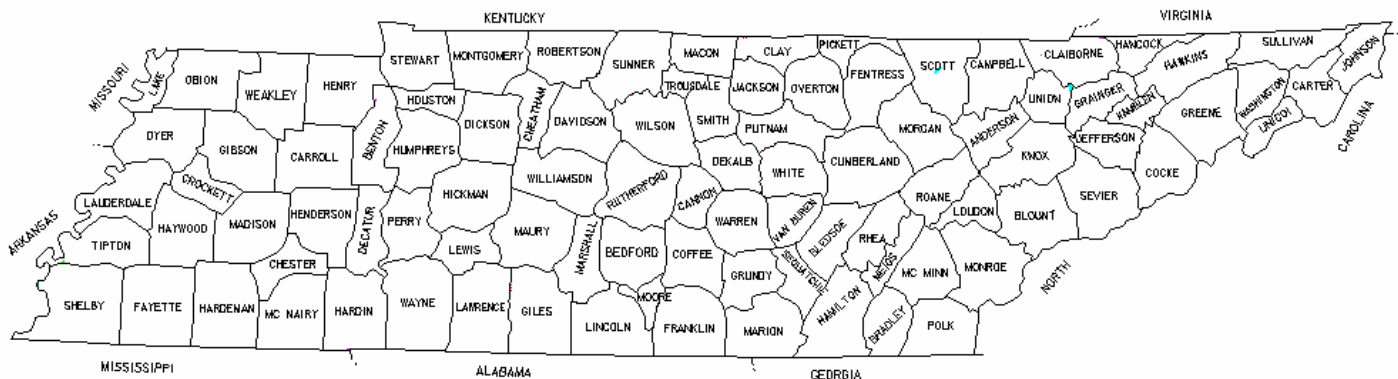 KENTUCKY
VIRGINIA
MISSOURI
LAKE
OBION
WEAKLEY
HENRY
STEWART
MONTGOMERY
ROBERTSON
SUMNER
MACON
CLAY
PICKETT
FENTRESS
SCOTT
CAMPBELL
CLAIBORNE
HANCOCK
HAWKINS
SULLIVAN
JOHNSON
TROUSDALE
JACKSON
OVERTON
UNION
GRAINGER
HAMBLEN
WASHINGTON
CARTER
UNICOI
GREENE
CAROLINA
DYER
GIBSON
CARROLL
BENTON
HOUSTON
HUMPHREYS
DICKSON
CHEATHAM
DAVIDSON
WILSON
SMITH
PUTNAM
MORGAN
ANDERSON
KNOX
JEFFERSON
COCKE
SEVIER
CROCKETT
LAUDERDALE
HAYWOOD
MADISON
HENDERSON
DECATUR
PERRY
HICKMAN
WILLIAMSON
RUTHERFORD
CANNON
DEKALB
WHITE
CUMBERLAND
ROANE
LOUDON
BLOUNT
ARKANSAS
TIPTON
CHESTER
LEWIS
MAURY
MARSHALL
BEDFORD
COFFEE
WARREN
VAN BUREN
BLEDSOE
RHEA
MEIGS
MC MINN
MONROE
NORTH
SHELBY
FAYETTE
HARDEMAN
MC NAIRY
HARDIN
WAYNE
LAWRENCE
GILES
LINCOLN
MOORE
FRANKLIN
GRUNDY
SEQUATCHIE
MARION
HAMILTON
BRADLEY
POLK
MISSISSIPPI
ALABAMA
GEORGIA